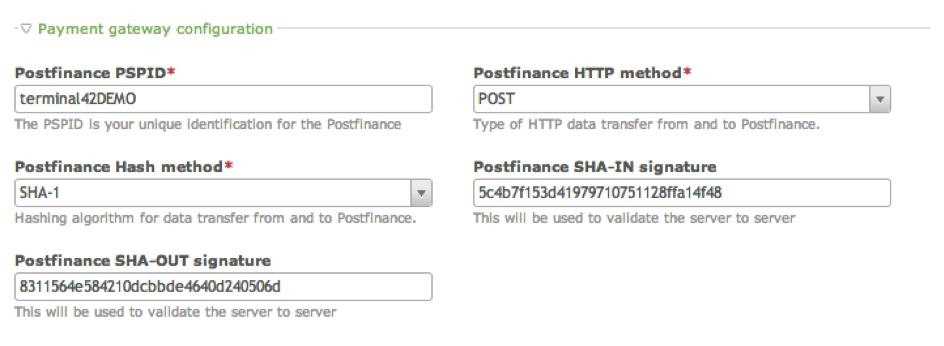 Payment gateway configuration
Postfinance PSPID*
terminal42DEMO
The PSPID is your unique identification for the Postfinance
Postfinance HTTP method*
POST
Type of HTTP data transfer from and to Postfinance.
Postfinance Hash method*
SHA-1
Hashing algorithm for data transfer from and to Postfinance.
Postfinance SHA-IN signature
5c4b7f153d41979710751128ffa14f48
This will be used to validate the server to server
Postfinance SHA-OUT signature
8311564e584210dcbbde4640d240506d
This will be used to validate the server to server